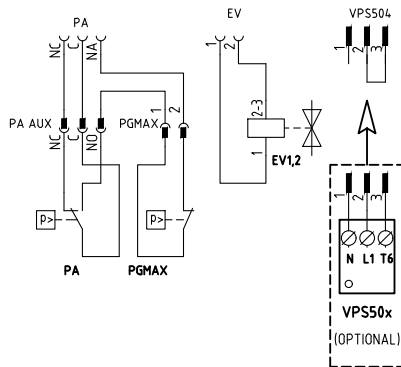 PA
NC
C
NA
PA AUX
NC
C
NO
PGMAX
1
2
P>
P>
PA
PGMAX
EV
1
2
2-3
1
EV1,2
VPS504
1
2
3
1
2
3
N L1 T6
VPS50x
(OPTIONAL)